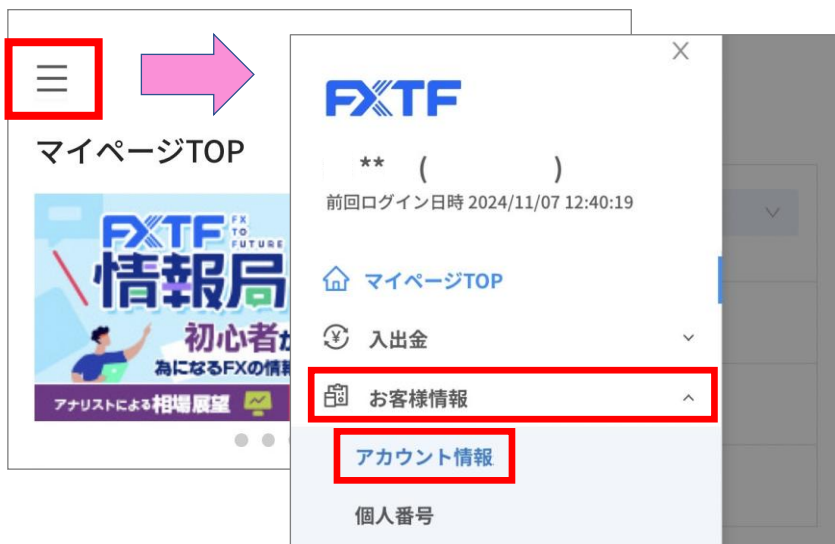 マイページTOP
FXTF FX TO FUTURE
情報局
初心者
為になるFXの情
アナリストによる相場展望
X
FXTF
** ( )
前回ログイン日時 2024/11/07 12:40:19
マイページTOP
入出金
お客様情報
アカウント情報
個人番号